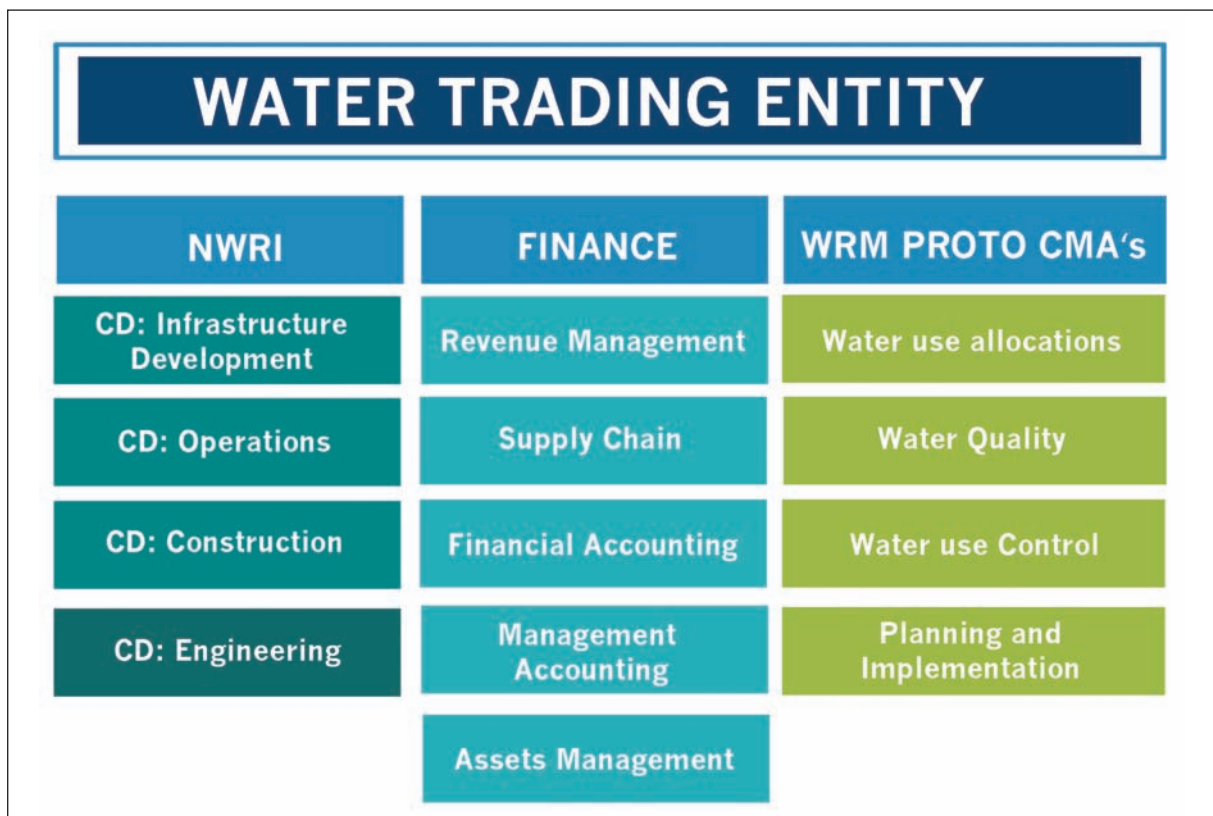 WATER TRADING ENTITY
NWRI
CD: Infrastructure
Development
CD: Operations
CD: Construction
CD: Engineering
FINANCE
Revenue Management
Supply Chain
Financial Accounting
Management
Accounting
Assets Management
WRM PROTO CMA‘s
Water use allocations
Water Quality
Water use Control
Planning and
Implementation